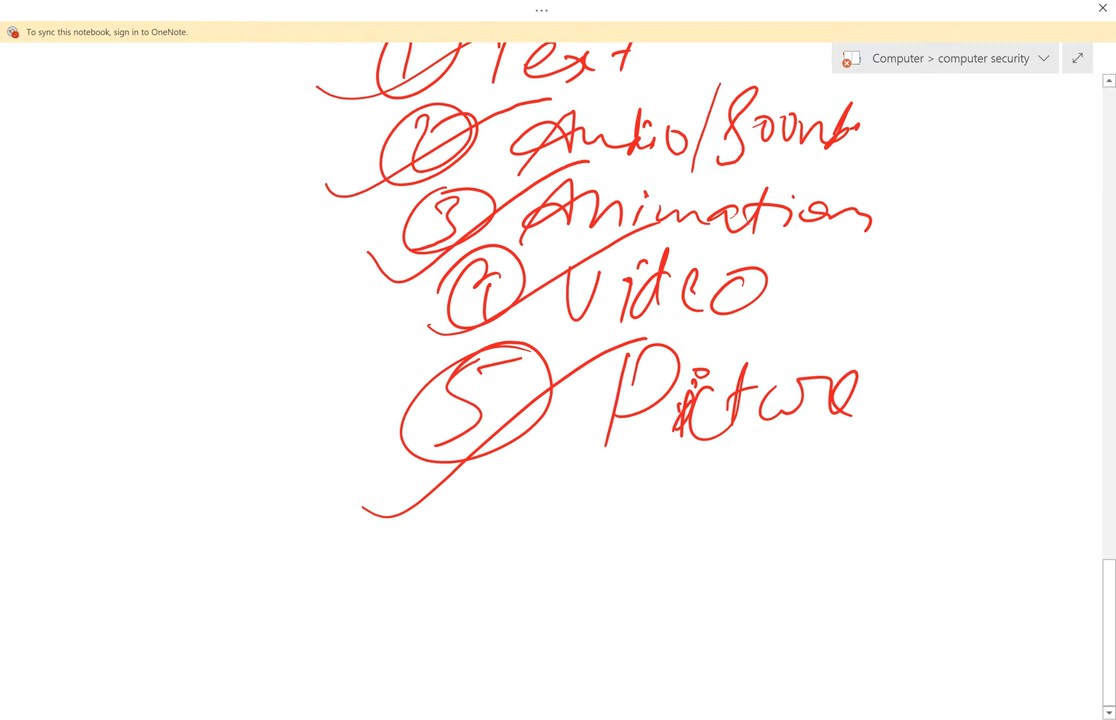 ...
To sync this notebook, sign in to OneNote.
Computer > computer security
① Text
② Audio/Sound
③ Animation
④ Video
⑤ Picture